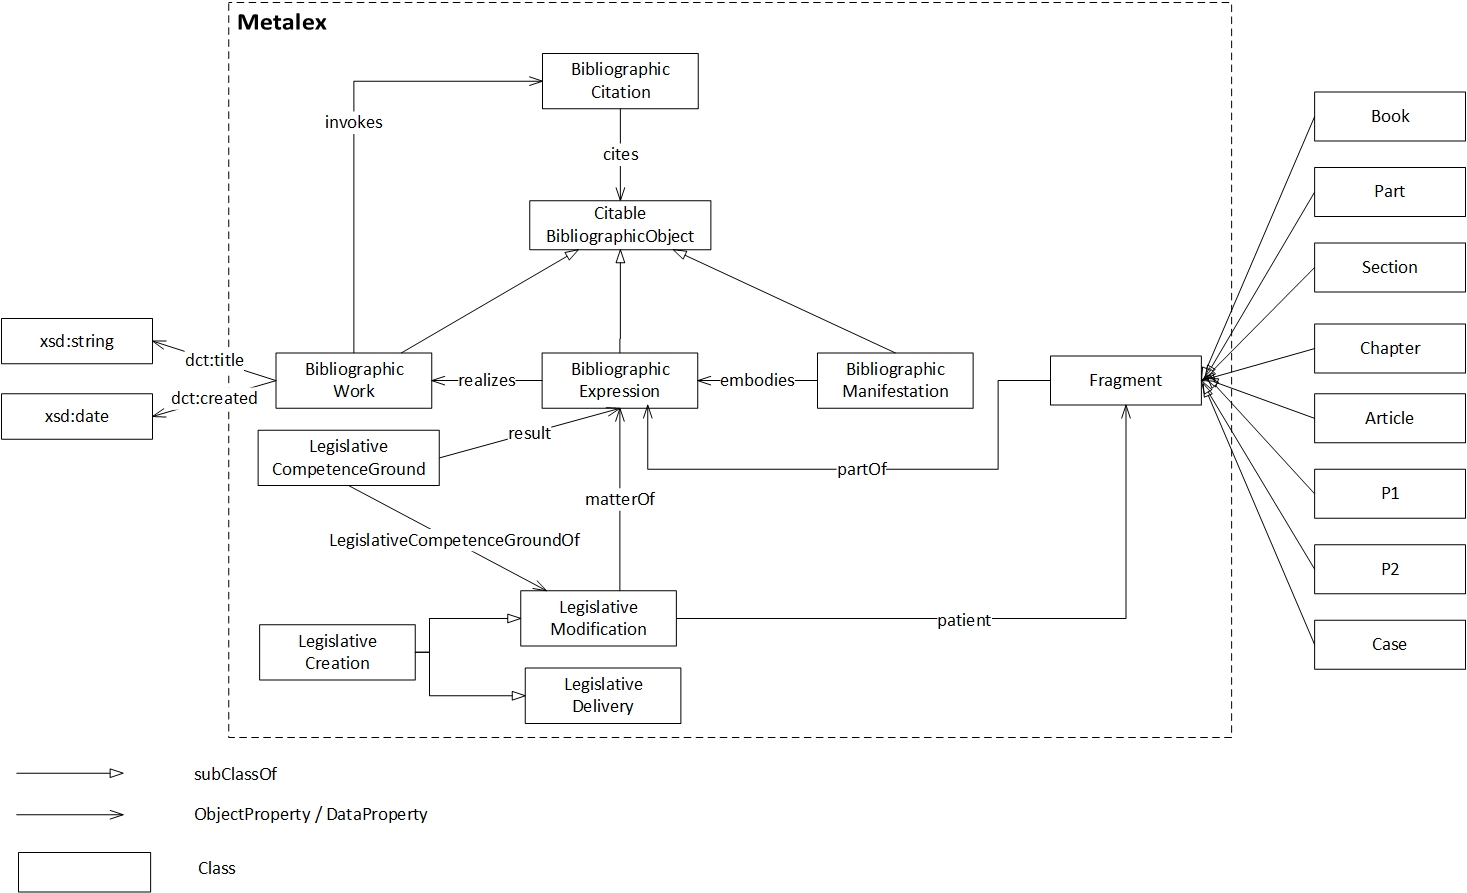 Metalex
Bibliographic
Citation
invokes
cites
Citable
BibliographicObject
xsd:string
dct:title
dct:created
xsd:date
Bibliographic
Work
realizes
Bibliographic
Expression
embodies
Bibliographic
Manifestation
Fragment
Legislative
CompetenceGround
result
partOf
matterOf
LegislativeCompetenceGroundOf
Legislative
Modification
patient
Legislative
Creation
Legislative
Delivery
Book
Part
Section
Chapter
Article
P1
P2
Case
subClassOf
ObjectProperty / DataProperty
Class